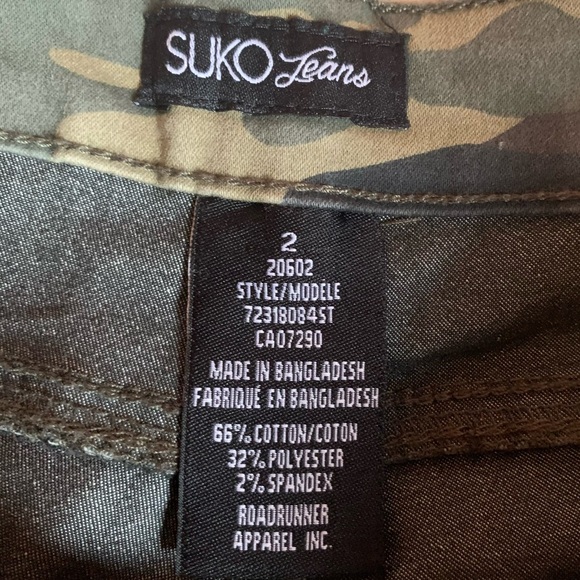 SUKO Jeans
2
20602
STYLE/MODÈLE
72318084ST
CA07290
MADE IN BANGLADESH
FABRIQUÉ EN BANGLADESH
66% COTTON/COTON
32% POLYESTER
2% SPANDEX
ROADRUNNER
APPAREL INC.